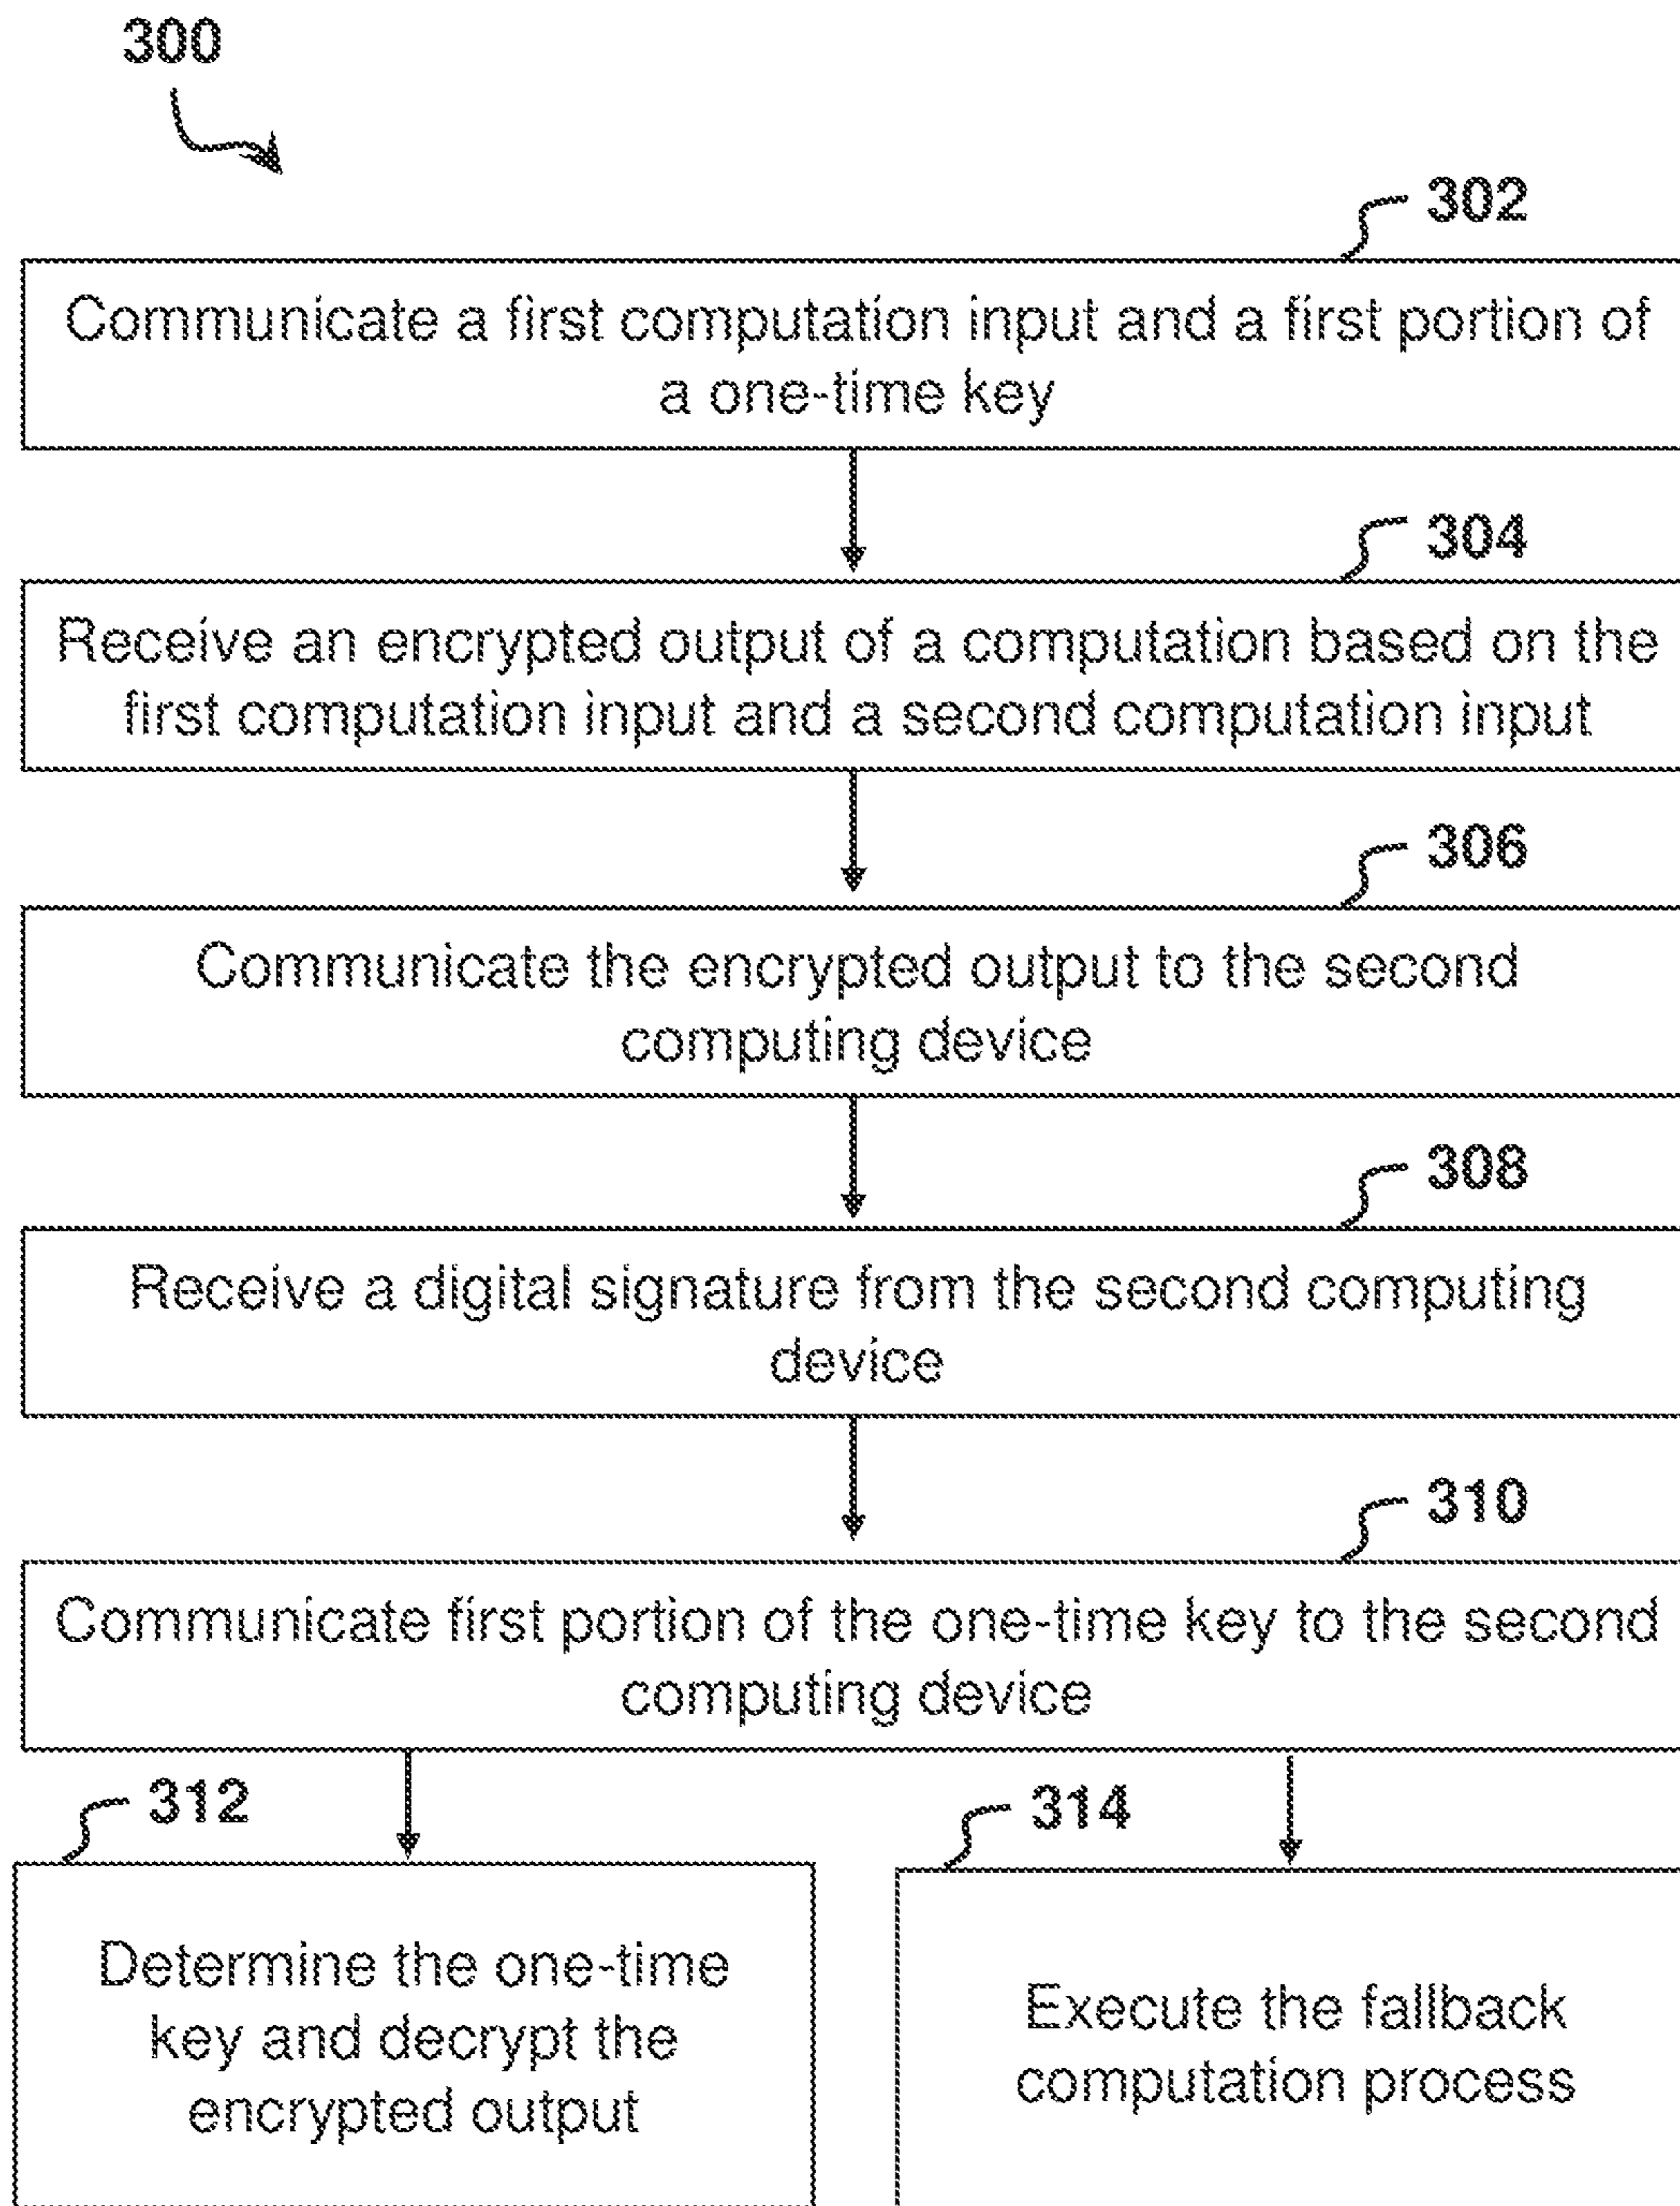 300
302
Communicate a first computation input and a first portion of
a one-time key
304
Receive an encrypted output of a computation based on the
first computation input and a second computation input
306
Communicate the encrypted output to the second
computing device
308
Receive a digital signature from the second computing
device
310
Communicate first portion of the one-time key to the second
computing device
312
Determine the one-time
key and decrypt the
encrypted output
314
Execute the fallback
computation process